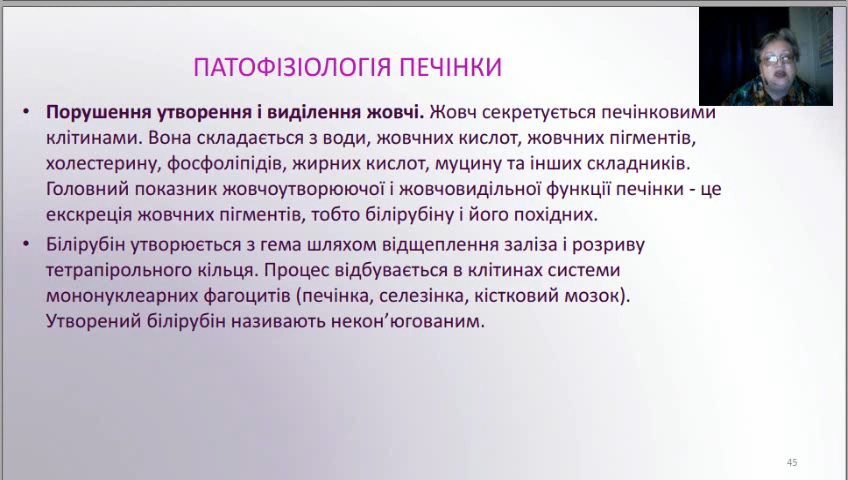 ПАТОФІЗІОЛОГІЯ ПЕЧІНКИ
• Порушення утворення і виділення жовчі. Жовч секретується печінковими
клітинами. Вона складається з води, жовчних кислот, жовчних пігментів,
холестерину, фосфоліпідів, жирних кислот, муцину та інших складників.
Головний показник жовчоутворюючої і жовчовидільної функції печінки - це
екскреція жовчних пігментів, тобто білірубіну і його похідних.
• Білірубін утворюється з гема шляхом відщеплення заліза і розриву
тетрапірольного кільця. Процес відбувається в клітинах системи
мононуклеарних фагоцитів (печінка, селезінка, кістковий мозок).
Утворений білірубін називають некон’югованим.
45